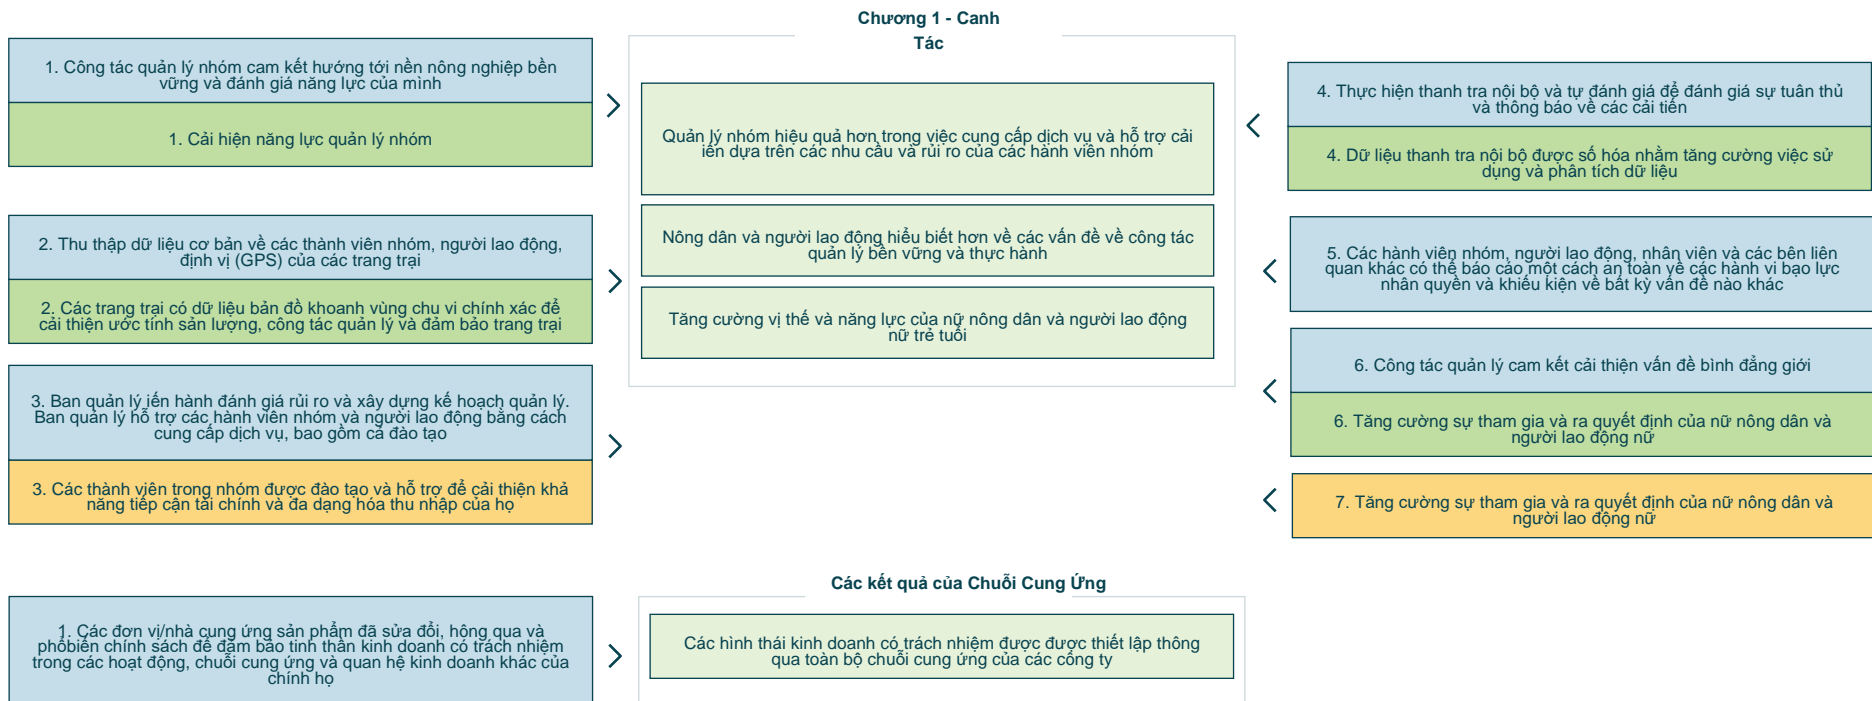 Chương 1 - Canh
Tác
1. Công tác quản lý nhóm cam kết hướng tới nền nông nghiệp bền
vững và đánh giá năng lực của mình
1. Cải hiện năng lực quản lý nhóm
2. Thu thập dữ liệu cơ bản về các thành viên nhóm, người lao động,
định vị (GPS) của các trang trại
2. Các trang trại có dữ liệu bản đồ khoanh vùng chu vi chính xác để
cải thiện ước tính sản lượng, công tác quản lý và đảm bảo trang trại
3. Ban quản lý iến hành đánh giá rủi ro và xây dựng kế hoạch quản lý.
Ban quản lý hỗ trợ các hành viên nhóm và người lao động bằng cách
cung cấp dịch vụ, bao gồm cả đào tạo
3. Các thành viên trong nhóm được đào tạo và hỗ trợ để cải thiện khả
năng tiếp cận tài chính và đa dạng hóa thu nhập của họ
Quản lý nhóm hiệu quả hơn trong việc cung cấp dịch vụ và hỗ trợ cải
iến dựa trên các nhu cầu và rủi ro của các hành viên nhóm
Nông dân và người lao động hiểu biết hơn về các vấn đề về công tác
quản lý bền vững và thực hành
Tăng cường vị thế và năng lực của nữ nông dân và người lao động
nữ trẻ tuổi
4. Thực hiện thanh tra nội bộ và tự đánh giá để đánh giá sự tuân thủ
và thông báo về các cải tiến
4. Dữ liệu thanh tra nội bộ được số hóa nhằm tăng cường việc sử
dụng và phân tích dữ liệu
5. Các hành viên nhóm, người lao động, nhân viên và các bên liên
quan khác có thể báo cáo một cách an toàn về các hành vi bạo lực
nhân quyền và khiếu kiện về bất kỳ vấn đề nào khác
6. Công tác quản lý cam kết cải thiện vấn đề bình đẳng giới
6. Tăng cường sự tham gia và ra quyết định của nữ nông dân và
người lao động nữ
7. Tăng cường sự tham gia và ra quyết định của nữ nông dân và
người lao động nữ
Các kết quả của Chuỗi Cung Ứng
1. Các đơn vị/nhà cung ứng sản phẩm đã sửa đổi, hông qua và
phổbiến chính sách để đảm bảo tinh thần kinh doanh có trách nhiệm
trong các hoạt động, chuỗi cung ứng và quan hệ kinh doanh khác của
chính họ
Các hình thái kinh doanh có trách nhiệm được được thiết lập thông
qua toàn bộ chuỗi cung ứng của các công ty